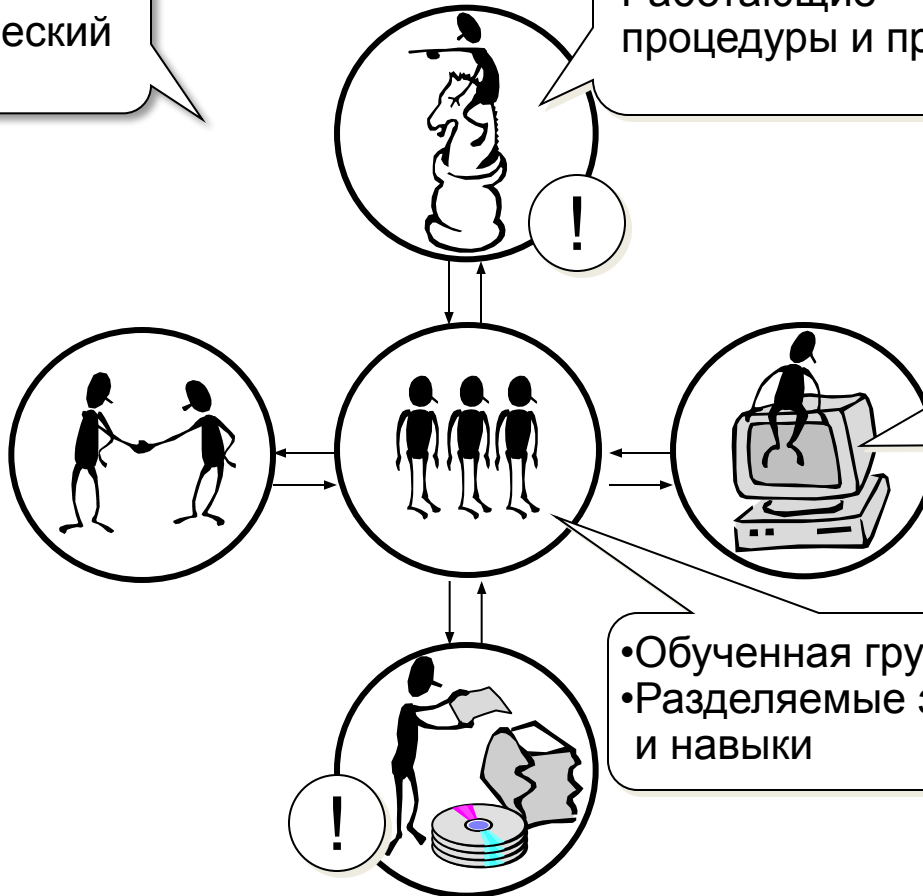 еский
процедуры и пр
!
•Обученная гру
•Разделяемые
и навыки
!